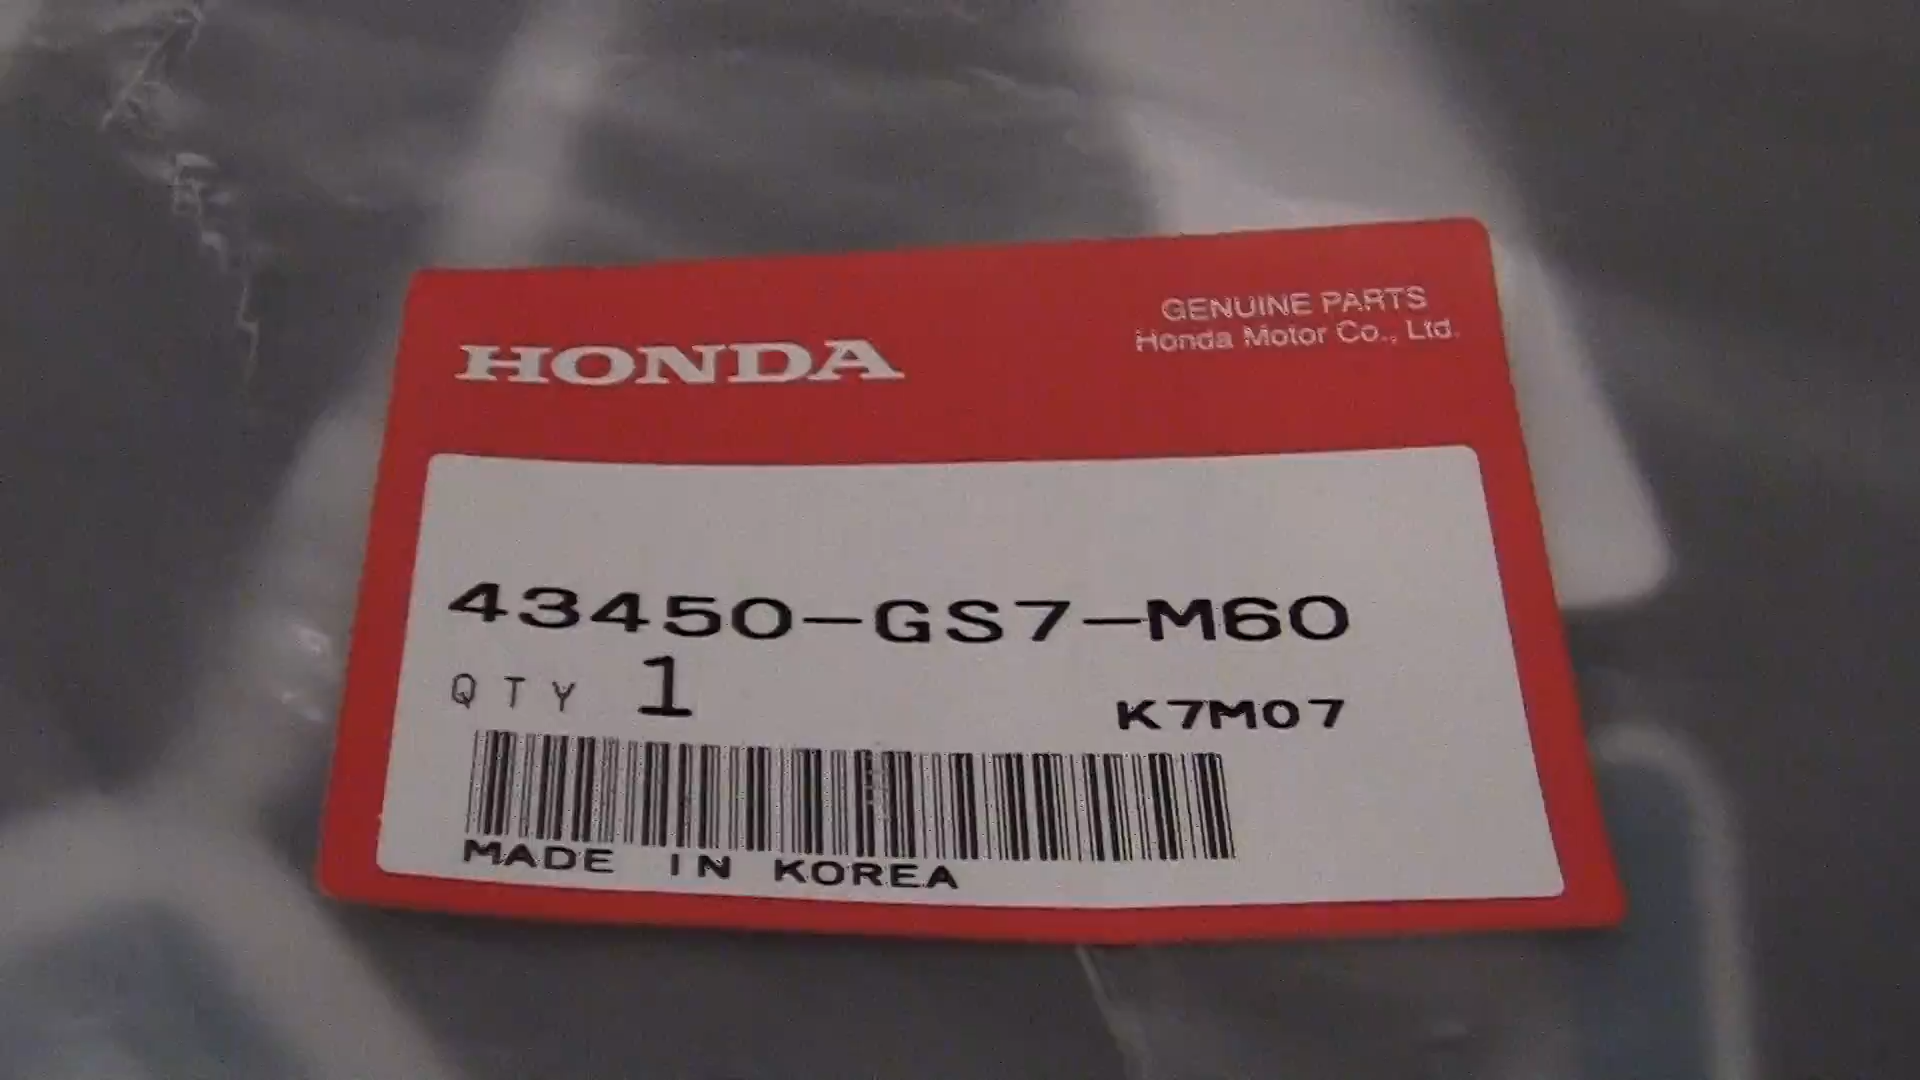 HONDA
GENUINE PARTS
Honda Motor Co., Ltd.
43450-GS7-M60
QTY 1
K7M07
MADE IN KOREA